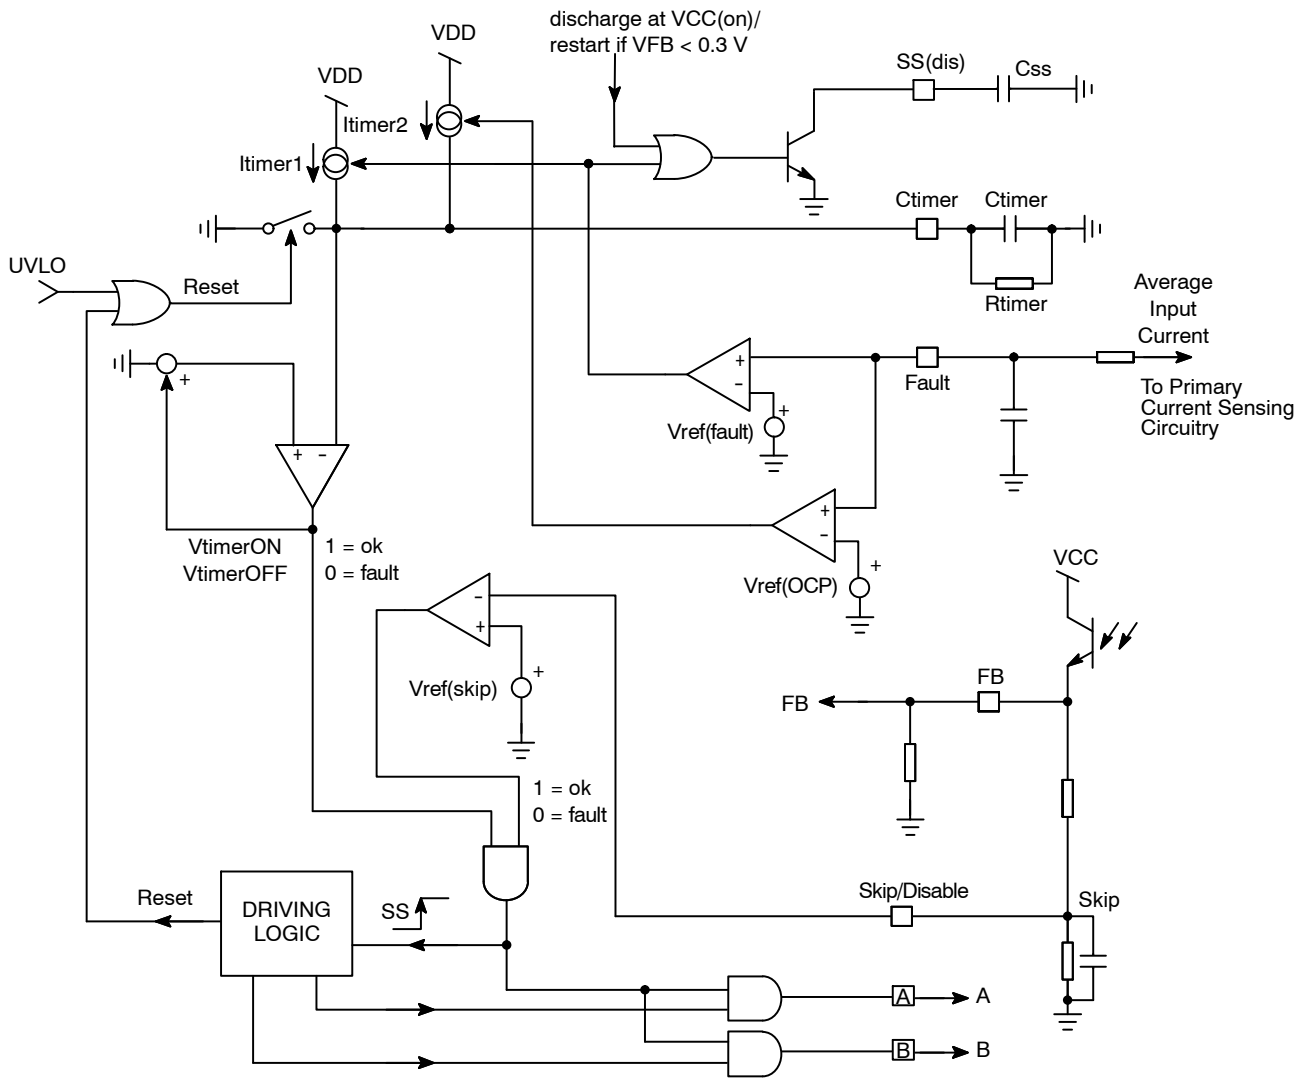 discharge at VCC(on)/
restart if VFB < 0.3 V
VDD
VDD
SS(dis)
Css
Itimer2
Itimer1
Ctimer
Ctimer
UVLO
Reset
Rtimer
Average
Input
Current
+
+
−
Fault
To Primary
Current Sensing
Circuitry
+
Vref(fault)
+ −
+
−
VtimerON
VtimerOFF
1 = ok
0 = fault
+
Vref(OCP)
VCC
−
+
+
Vref(skip)
FB
FB
1 = ok
0 = fault
Reset
DRIVING
LOGIC
SS
Skip/Disable
Skip
A
A
B
B